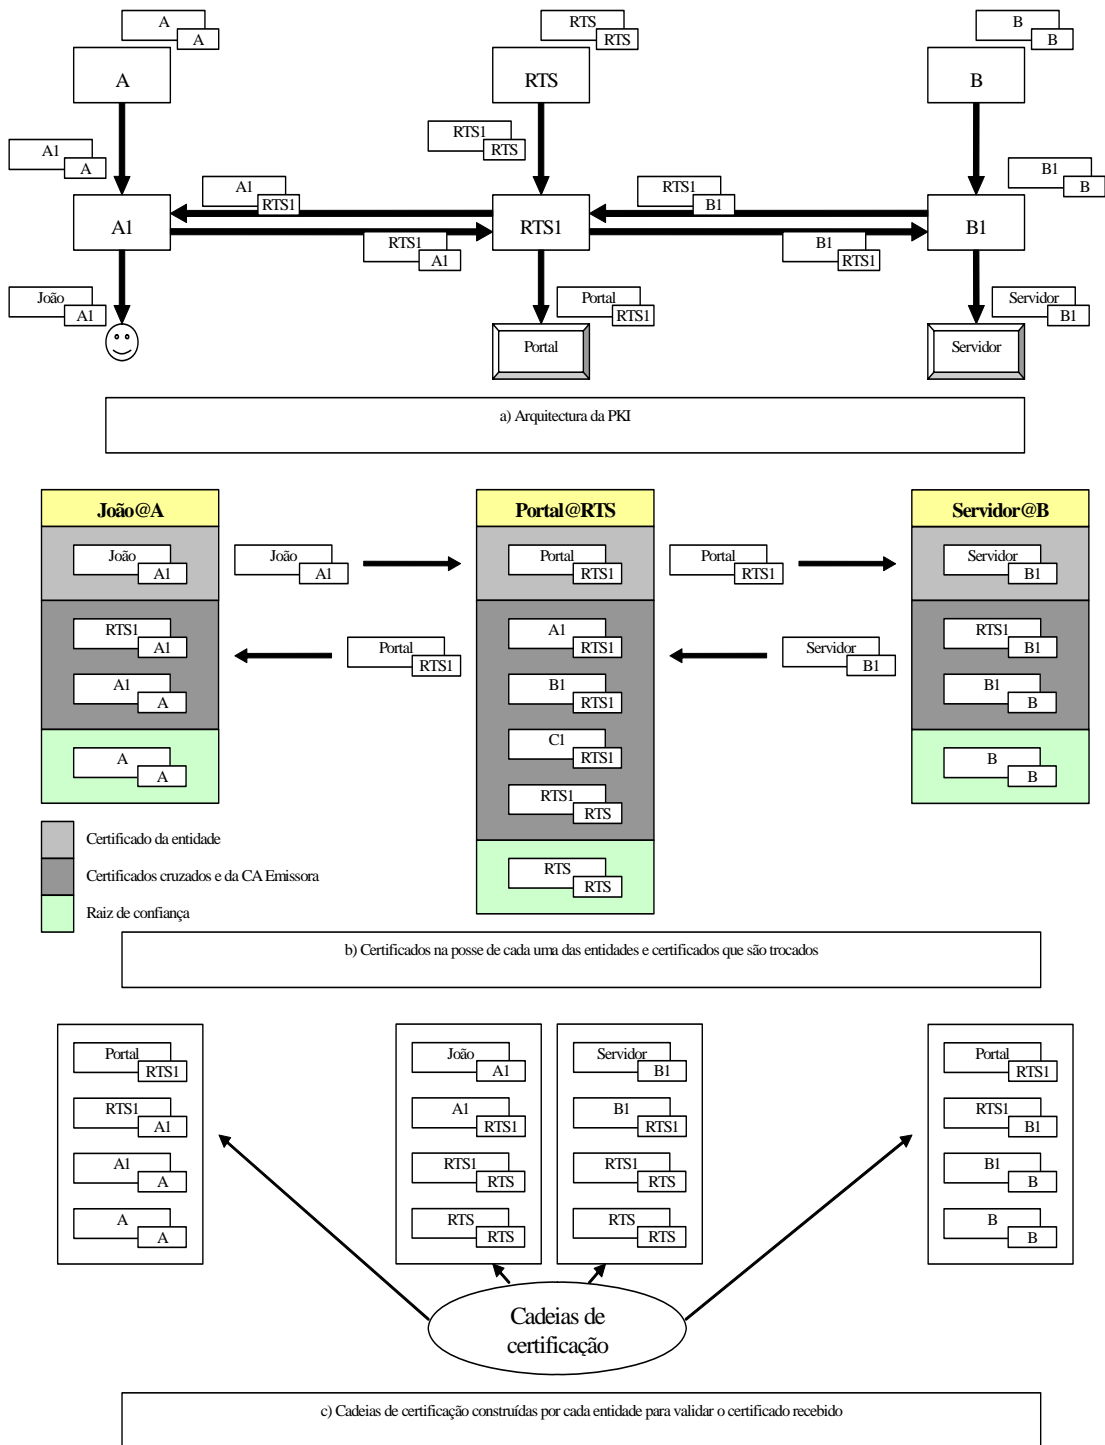 A
A
RTS
RTS
B
B
A
RTS
B
A1
A
RTS1
RTS
B1
B
A1
RTS1
RTS1
B1
A1
RTS1
B1
RTS1
A1
B1
RTS1
João
A1
Portal
RTS1
Servidor
B1
Portal
Servidor
a) Arquitectura da PKI
João@A
Portal@RTS
Servidor@B
João
A1
João
A1
Portal
RTS1
Portal
RTS1
Servidor
B1
RTS1
A1
Portal
RTS1
A1
RTS1
Servidor
B1
RTS1
B1
A1
A
B1
RTS1
B1
B
A
A
C1
RTS1
B
B
RTS1
RTS
Certificado da entidade
Certificados cruzados e da CA Emissora
RTS
RTS
Raiz de confiança
b) Certificados na posse de cada uma das entidades e certificados que são trocados
Portal
RTS1
João
A1
Servidor
B1
Portal
RTS1
RTS1
A1
A1
RTS1
B1
RTS1
RTS1
B1
A1
A
RTS1
RTS
RTS1
RTS
B1
B
A
A
RTS
RTS
RTS
RTS
B
B
Cadeias de
certificação
c) Cadeias de certificação construídas por cada entidade para validar o certificado recebido